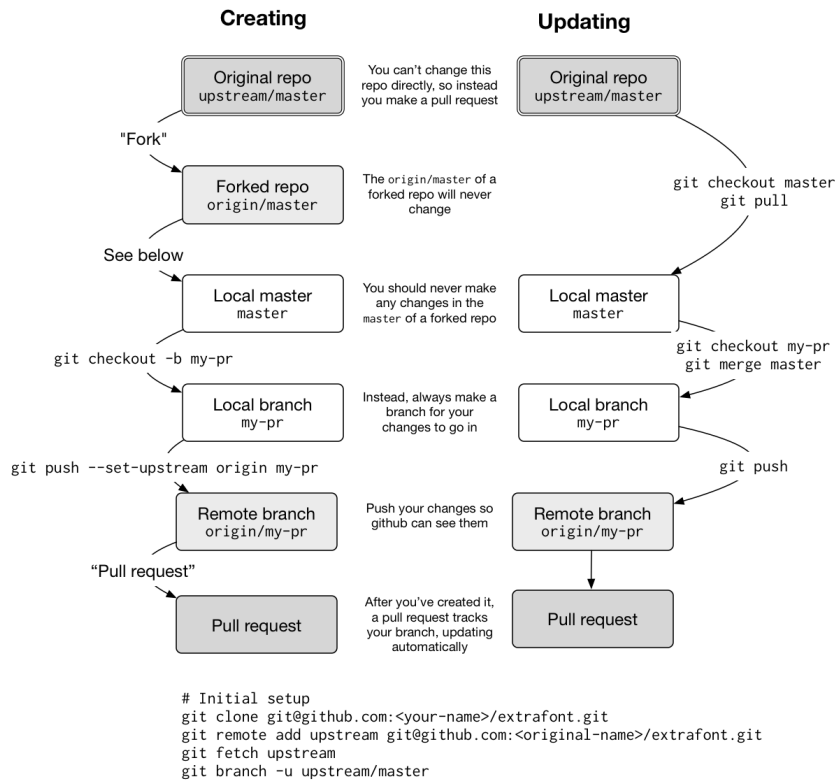 Creating
Updating
Original repo
upstream/master
You can’t change this
repo directly, so instead
you make a pull request
Original repo
upstream/master
"Fork"
Forked repo
origin/master
The origin/master of a
forked repo will never
change
git checkout master
git pull
See below
Local master
master
You should never make
any changes in the
master of a forked repo
Local master
master
git checkout -b my-pr
git checkout my-pr
git merge master
Local branch
my-pr
Instead, always make a
branch for your
changes to go in
Local branch
my-pr
git push --set-upstream origin my-pr
git push
Remote branch
origin/my-pr
Push your changes so
github can see them
Remote branch
origin/my-pr
“Pull request”
Pull request
After you’ve created it,
a pull request tracks
your branch, updating
automatically
Pull request
# Initial setup
git clone git@github.com:<your-name>/extrafont.git
git remote add upstream git@github.com:<original-name>/extrafont.git
git fetch upstream
git branch -u upstream/master